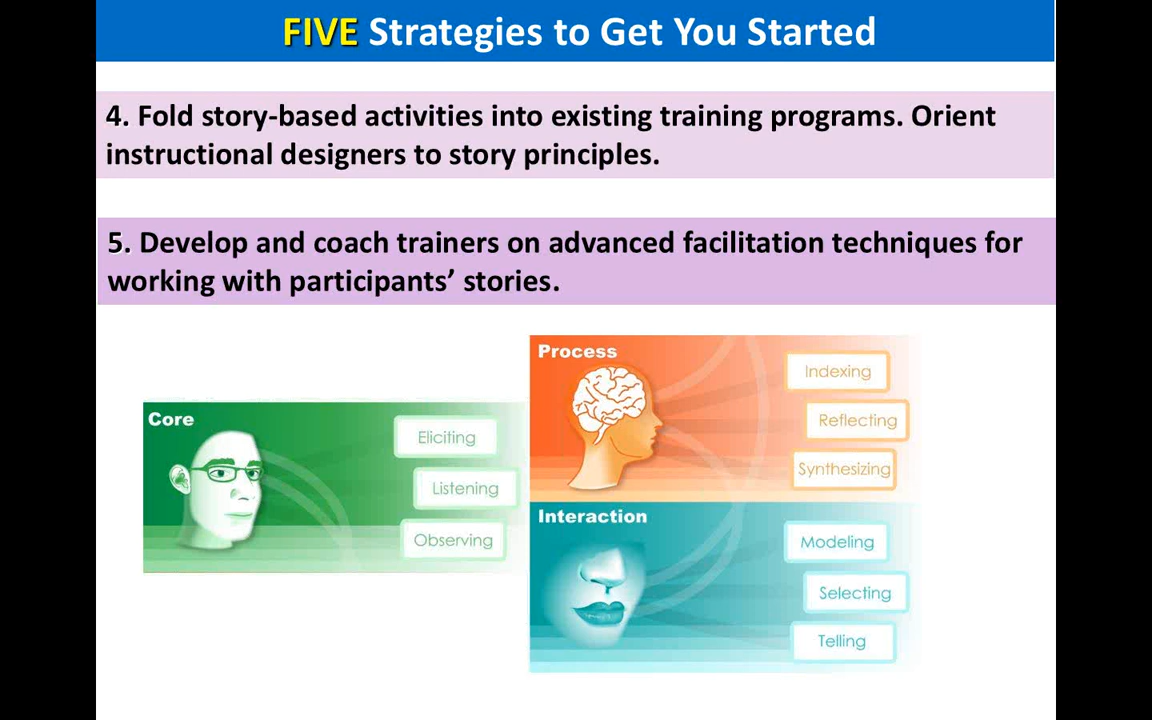 FIVE Strategies to Get You Started
4. Fold story-based activities into existing training programs. Orient
instructional designers to story principles.
5. Develop and coach trainers on advanced facilitation techniques for
working with participants’ stories.
Core
Eliciting
Listening
Observing
Process
Indexing
Reflecting
Synthesizing
Interaction
Modeling
Selecting
Telling